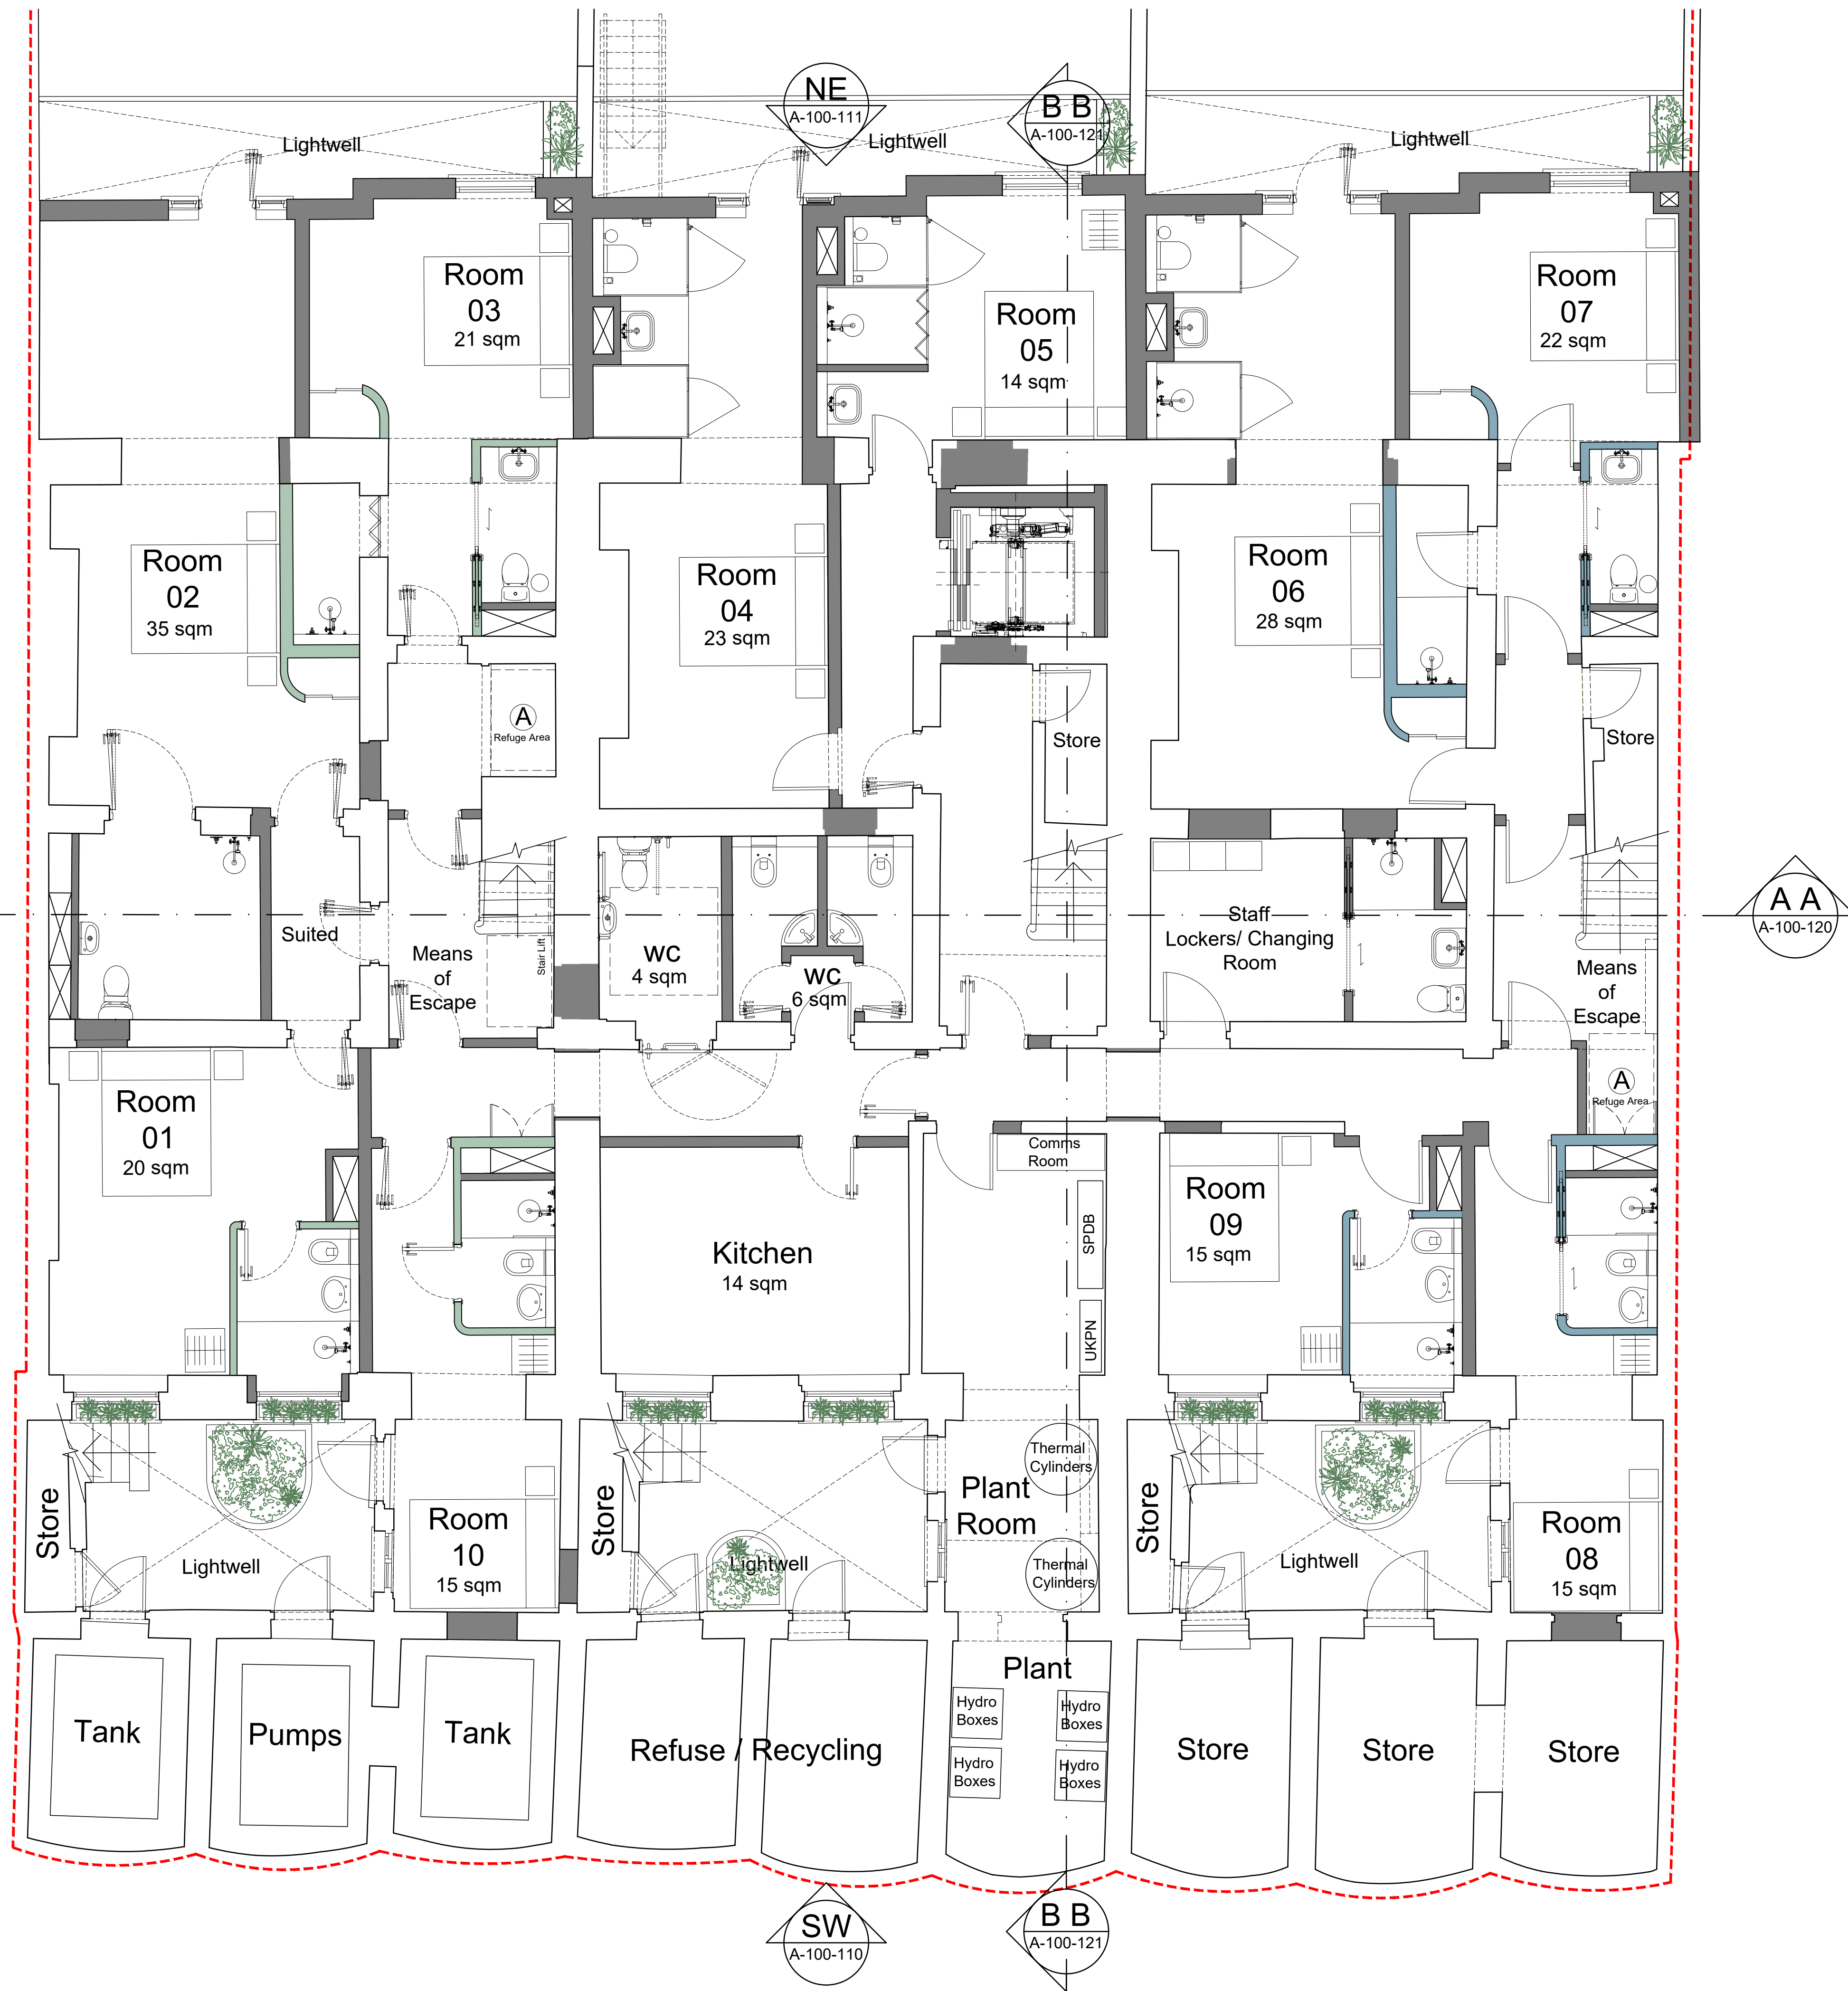 NE
A-100-111
B B
A-100-121
Lightwell
Lightwell
Lightwell
Room
03
21 sqm
Room
05
14 sqm
Room
07
22 sqm
Room
02
35 sqm
Room
04
23 sqm
Room
06
28 sqm
A
Refuge Area
Store
Store
Suited
Means
of
Escape
Stair Lift
WC
4 sqm
WC
6 sqm
Staff
Lockers/ Changing
Room
Means
of
Escape
A A
A-100-120
A
Refuge Area
Room
01
20 sqm
Kitchen
14 sqm
Comms
Room
SPDB
UKPN
Room
09
15 sqm
Store
Lightwell
Room
10
15 sqm
Store
Lightwell
Plant
Room
Thermal
Cylinders
Thermal
Cylinders
Store
Lightwell
Room
08
15 sqm
Tank
Pumps
Tank
Refuse / Recycling
Plant
Hydro
Boxes
Hydro
Boxes
Hydro
Boxes
Hydro
Boxes
Store
Store
Store
SW
A-100-110
B B
A-100-121